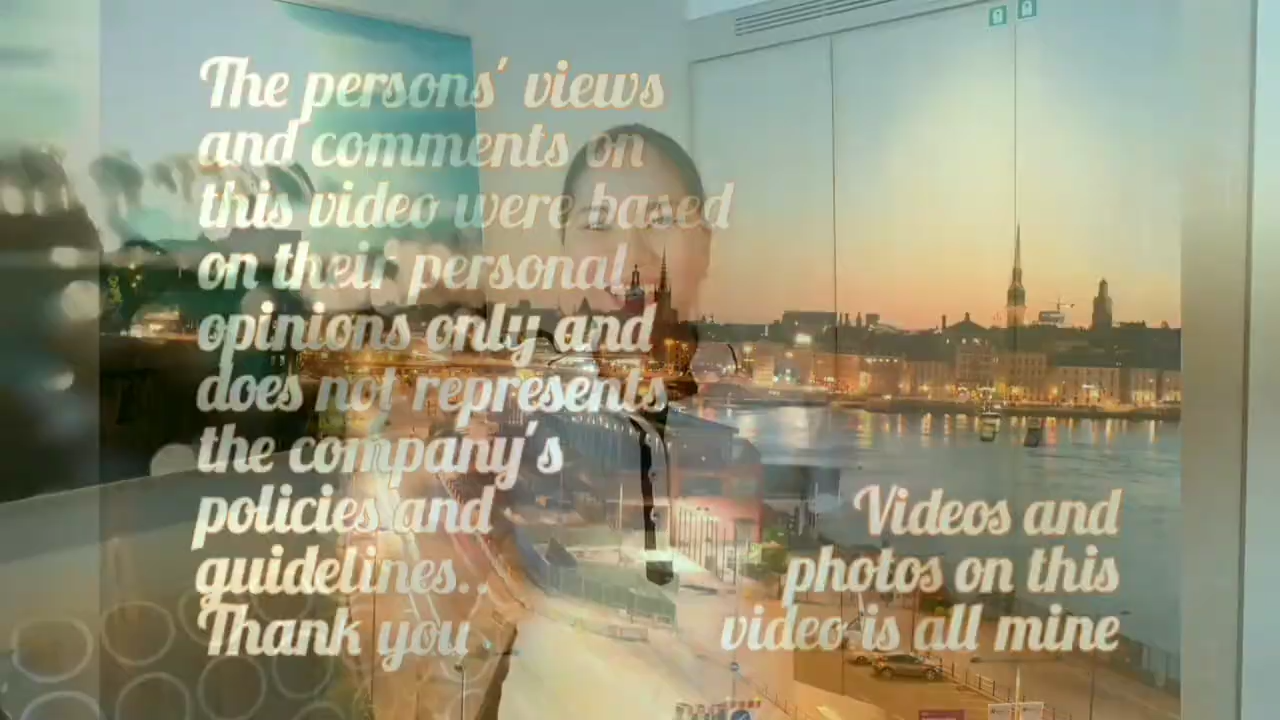 The persons' views
and comments on
this video were based
on their personal
opinions only and
does not represents
the company's
policies and
guidelines..
Thank you
Videos and
photos on this
video is all mine